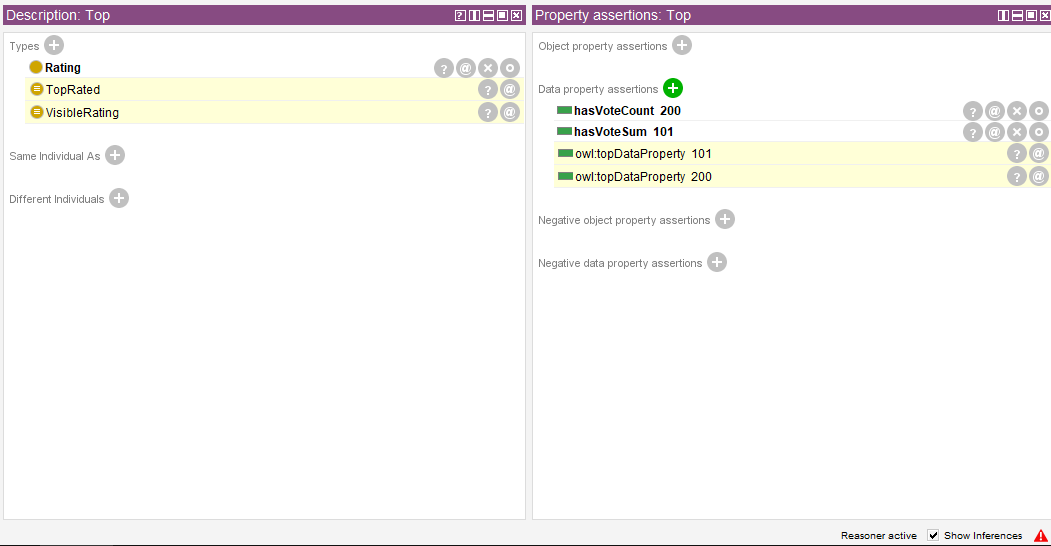 Description: Top
Types
Rating
TopRated
VisibleRating
Same Individual As
Different Individuals
Property assertions: Top
Object property assertions
Data property assertions
hasVoteCount 200
hasVoteSum 101
owl:topDataProperty 101
owl:topDataProperty 200
Negative object property assertions
Negative data property assertions
Reasoner active Show Inferences